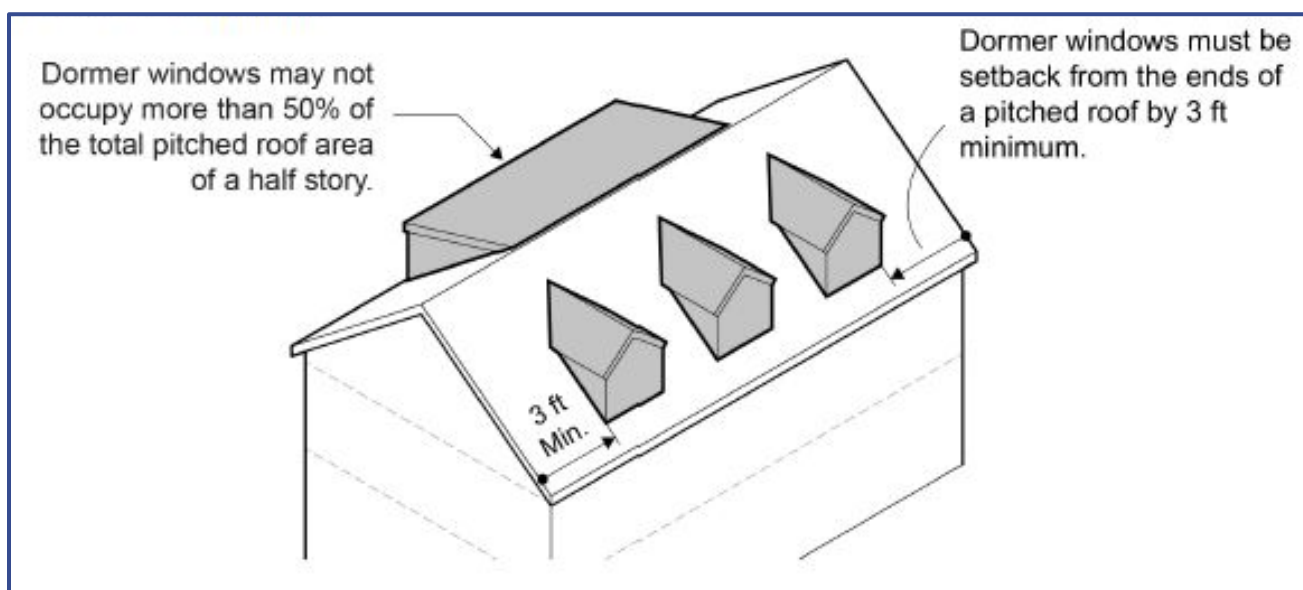 Dormer windows may not
occupy more than 50% of
the total pitched roof area
of a half story.
Dormer windows must be
setback from the ends of
a pitched roof by 3 ft
minimum.
3 ft
Min.